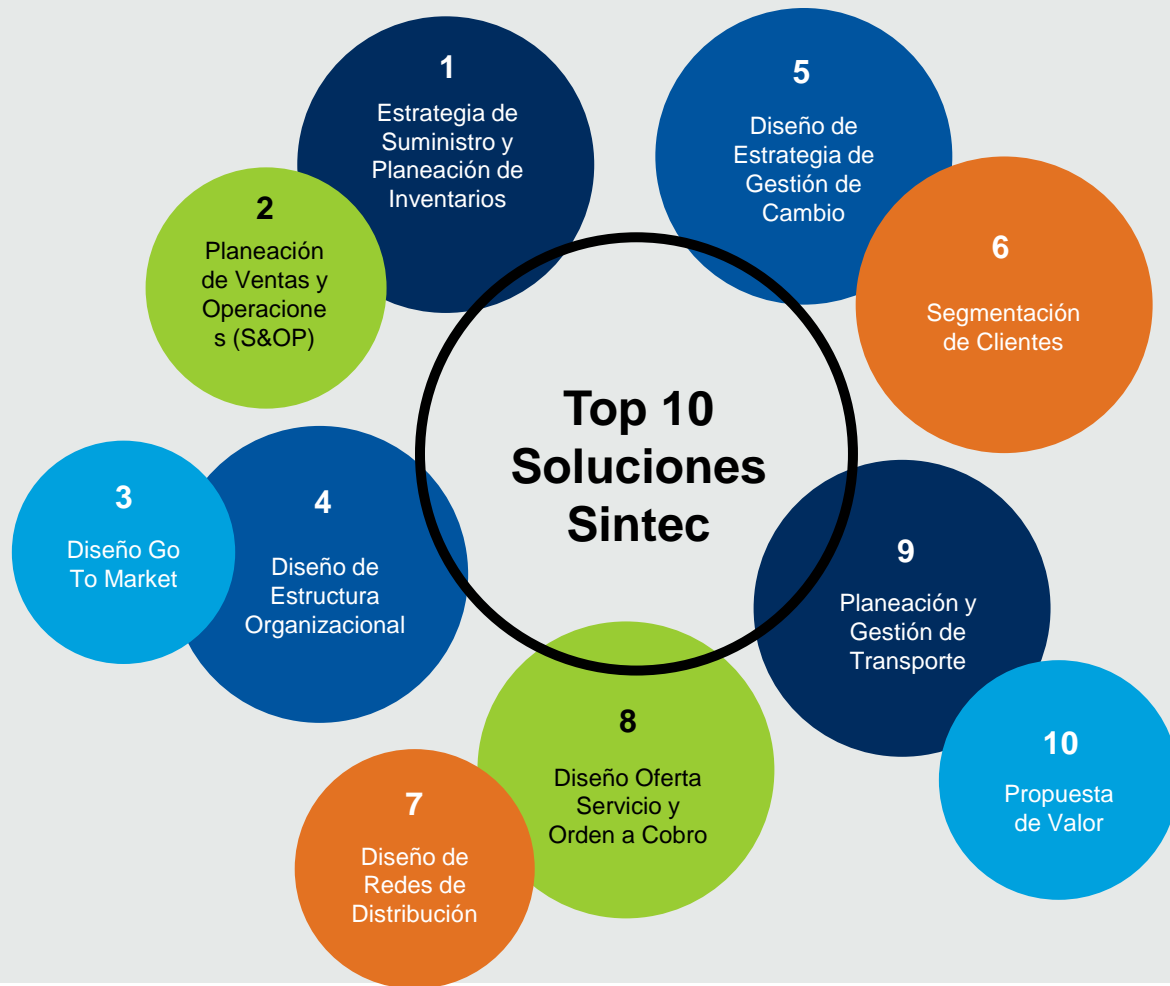 1
Estrategia de
Suministro y
Planeación de
Inventarios
2
Planeación
de Ventas y
Operacione
s (S&OP)
3
Diseño Go
To Market
4
Diseño de
Estructura
Organizacional
5
Diseño de
Estrategia de
Gestión de
Cambio
6
Segmentación
de Clientes
Top 10
Soluciones
Sintec
7
Diseño de
Redes de
Distribución
8
Diseño Oferta
Servicio y
Orden a Cobro
9
Planeación y
Gestión de
Transporte
10
Propuesta
de Valor